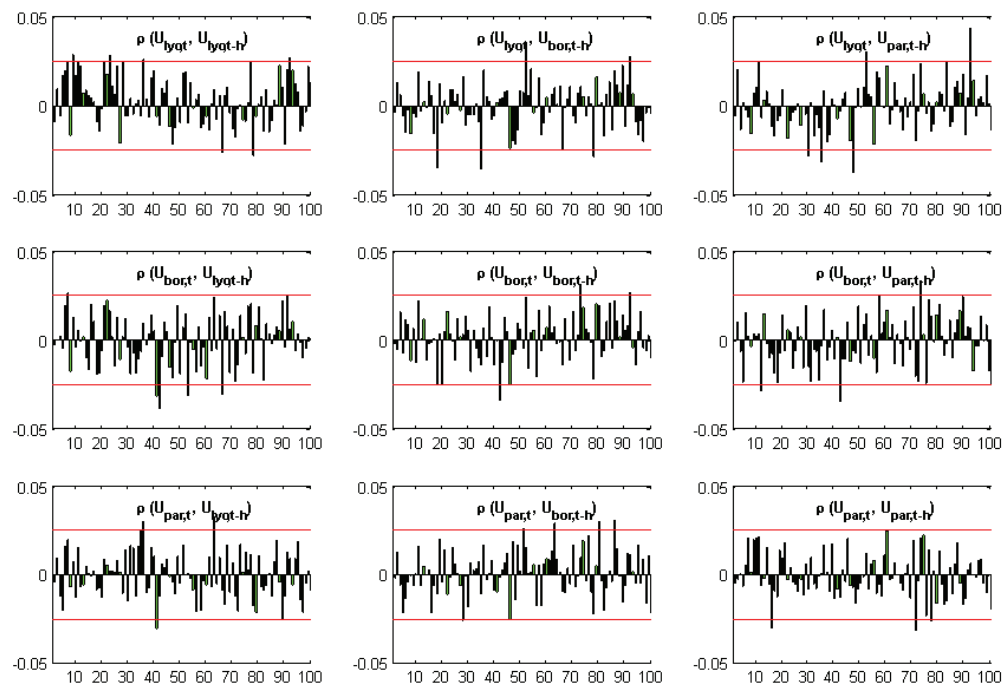 0.05 0.05 0.05
ρ (U_lyo,t, U_lyo,t-h) ρ (U_lyo,t, U_bor,t-h) ρ (U_lyo,t, U_par,t-h)
0 0 0
-0.05 -0.05 -0.05
10 20 30 40 50 60 70 80 90 100 10 20 30 40 50 60 70 80 90 100 10 20 30 40 50 60 70 80 90 100
0.05 0.05 0.05
ρ (U_bor,t, U_lyo,t-h) ρ (U_bor,t, U_bor,t-h) ρ (U_bor,t, U_par,t-h)
0 0 0
-0.05 -0.05 -0.05
10 20 30 40 50 60 70 80 90 100 10 20 30 40 50 60 70 80 90 100 10 20 30 40 50 60 70 80 90 100
0.05 0.05 0.05
ρ (U_par,t, U_lyo,t-h) ρ (U_par,t, U_bor,t-h) ρ (U_par,t, U_par,t-h)
0 0 0
-0.05 -0.05 -0.05
10 20 30 40 50 60 70 80 90 100 10 20 30 40 50 60 70 80 90 100 10 20 30 40 50 60 70 80 90 100